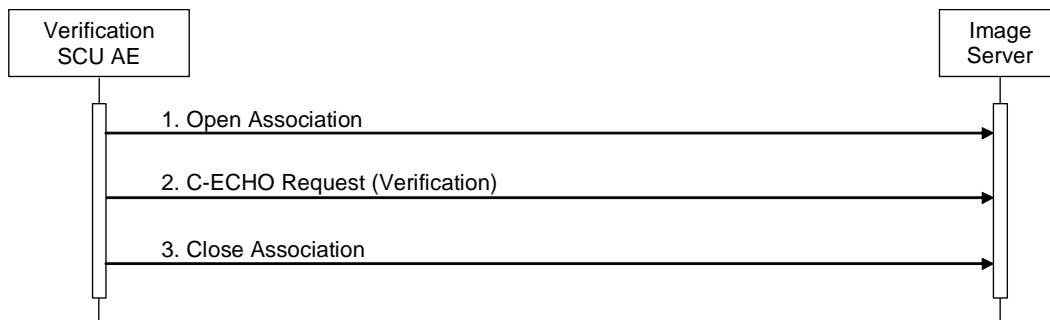 Verification
SCU AE
Image
Server
1. Open Association
2. C-ECHO Request (Verification)
3. Close Association